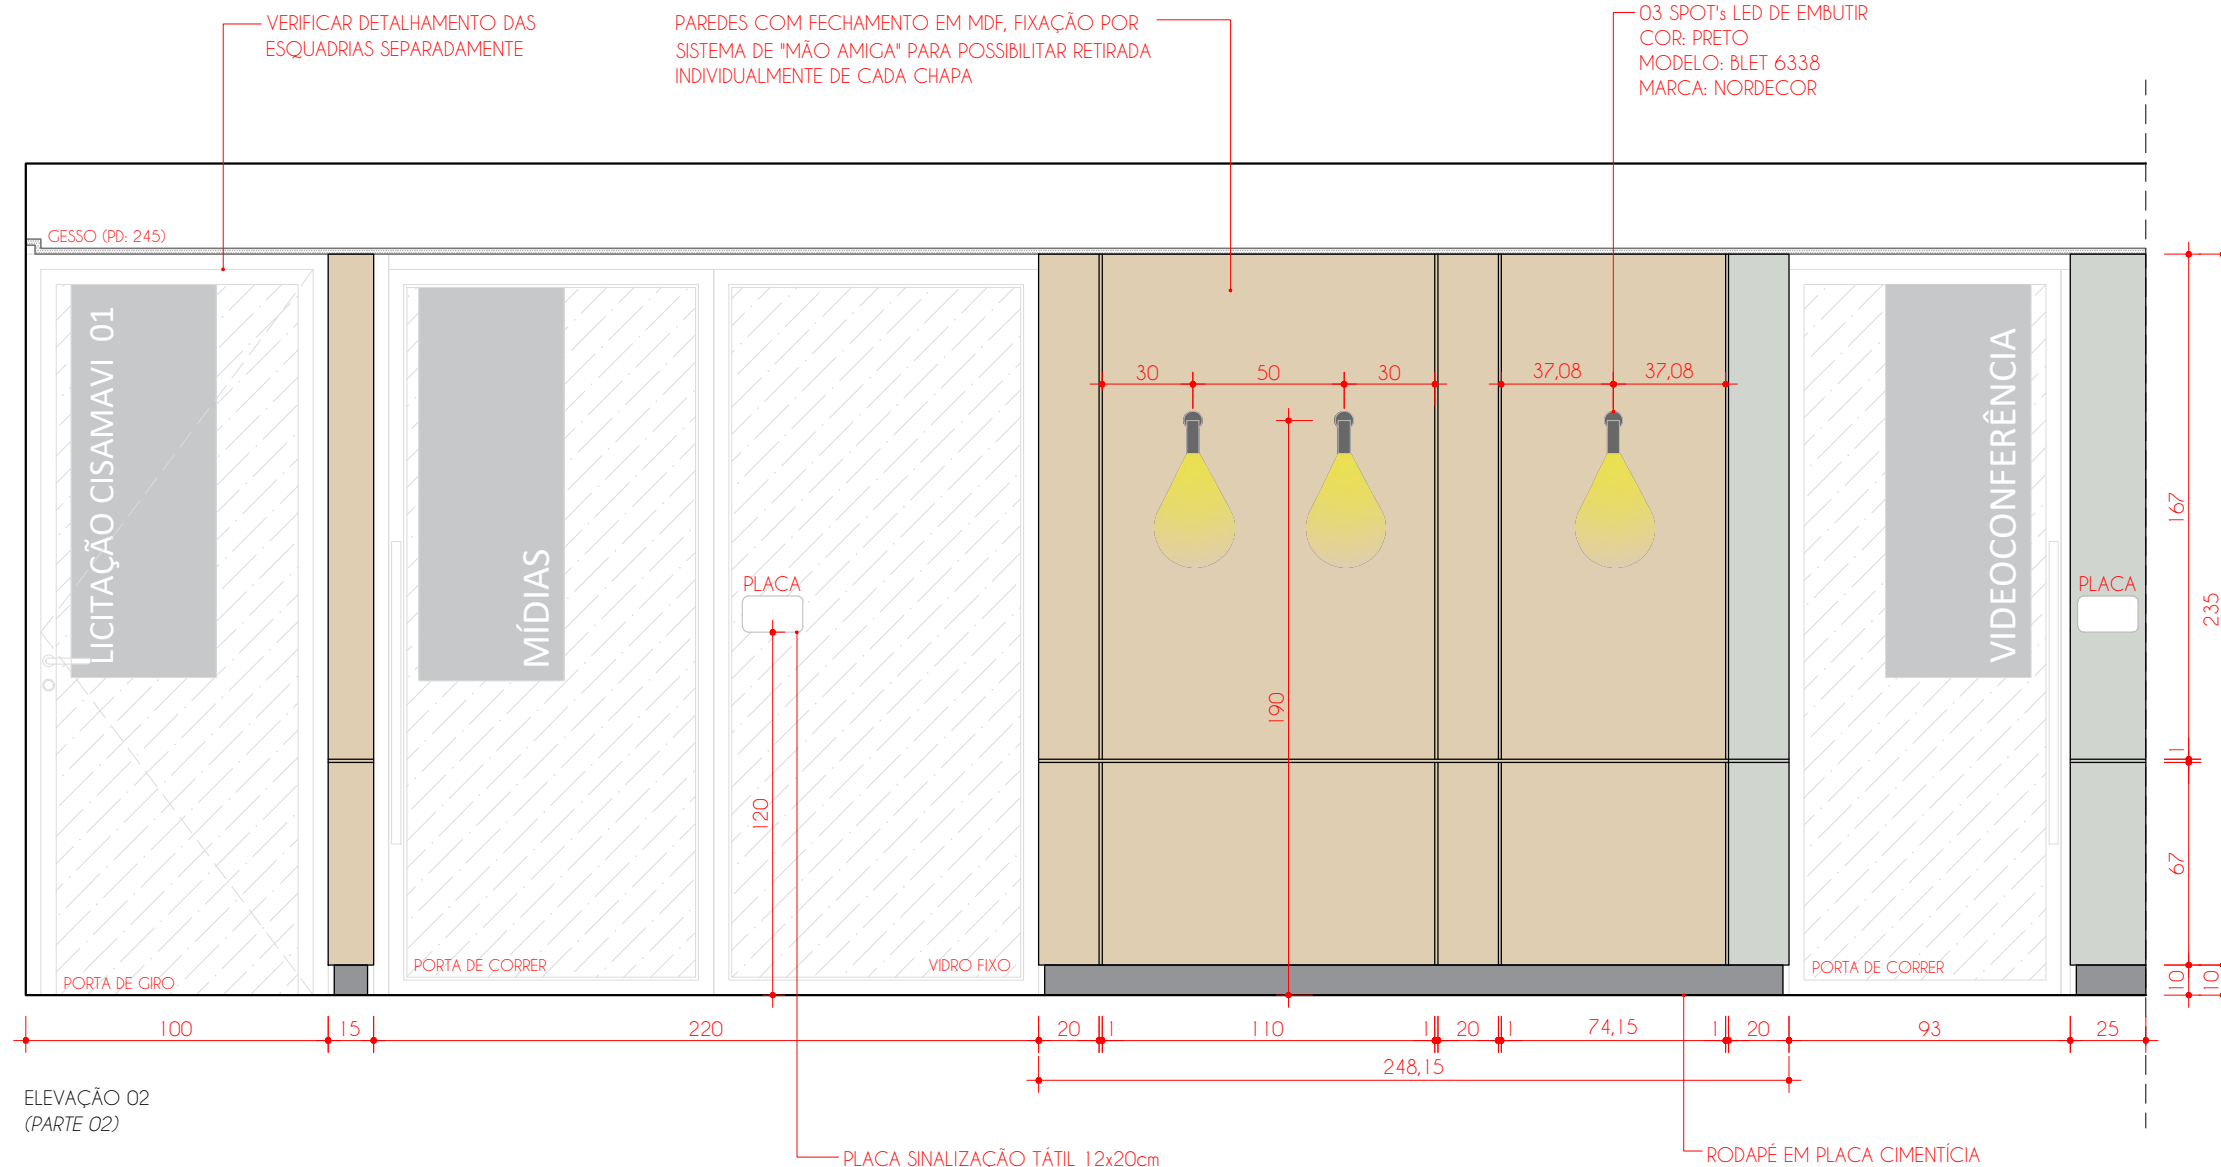 VERIFICAR DETALHAMENTO DAS
ESQUADRIAS SEPARADAMENTE
PAREDES COM FECHAMENTO EM MDF, FIXAÇÃO POR
SISTEMA DE "MÃO AMIGA" PARA POSSIBILITAR RETIRADA
INDIVIDUALMENTE DE CADA CHAPA
03 SPOT's LED DE EMBUTIR
COR: PRETO
MODELO: BLET 6338
MARCA: NORDECOR
GESSO (PD: 245)
LICITAÇÃO CISAMAVI 01
MÍDIAS
VIDEOCONFERÊNCIA
30 50 30 37,08 37,08
PLACA
PLACA
120
190
167
1
67
10
235
10
PORTA DE GIRO
PORTA DE CORRER
VIDRO FIXO
PORTA DE CORRER
100 15 220 20 1 110 1 20 1 74,15 1 20 93 25
248,15
ELEVAÇÃO 02
(PARTE 02)
PLACA SINALIZAÇÃO TÁTIL 12x20cm
RODAPÉ EM PLACA CIMENTÍCIA